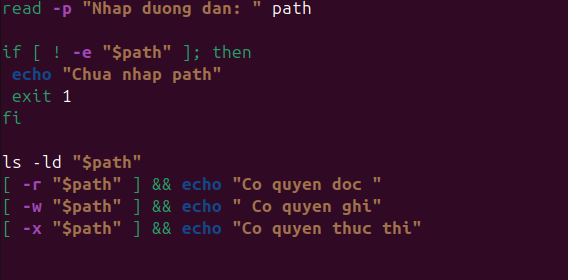 read -p "Nhap duong dan: " path
if [ ! -e "$path" ]; then
echo "Chua nhap path"
exit 1
fi
ls -ld "$path"
[ -r "$path" ] && echo "Co quyen doc "
[ -w "$path" ] && echo " Co quyen ghi"
[ -x "$path" ] && echo "Co quyen thuc thi"